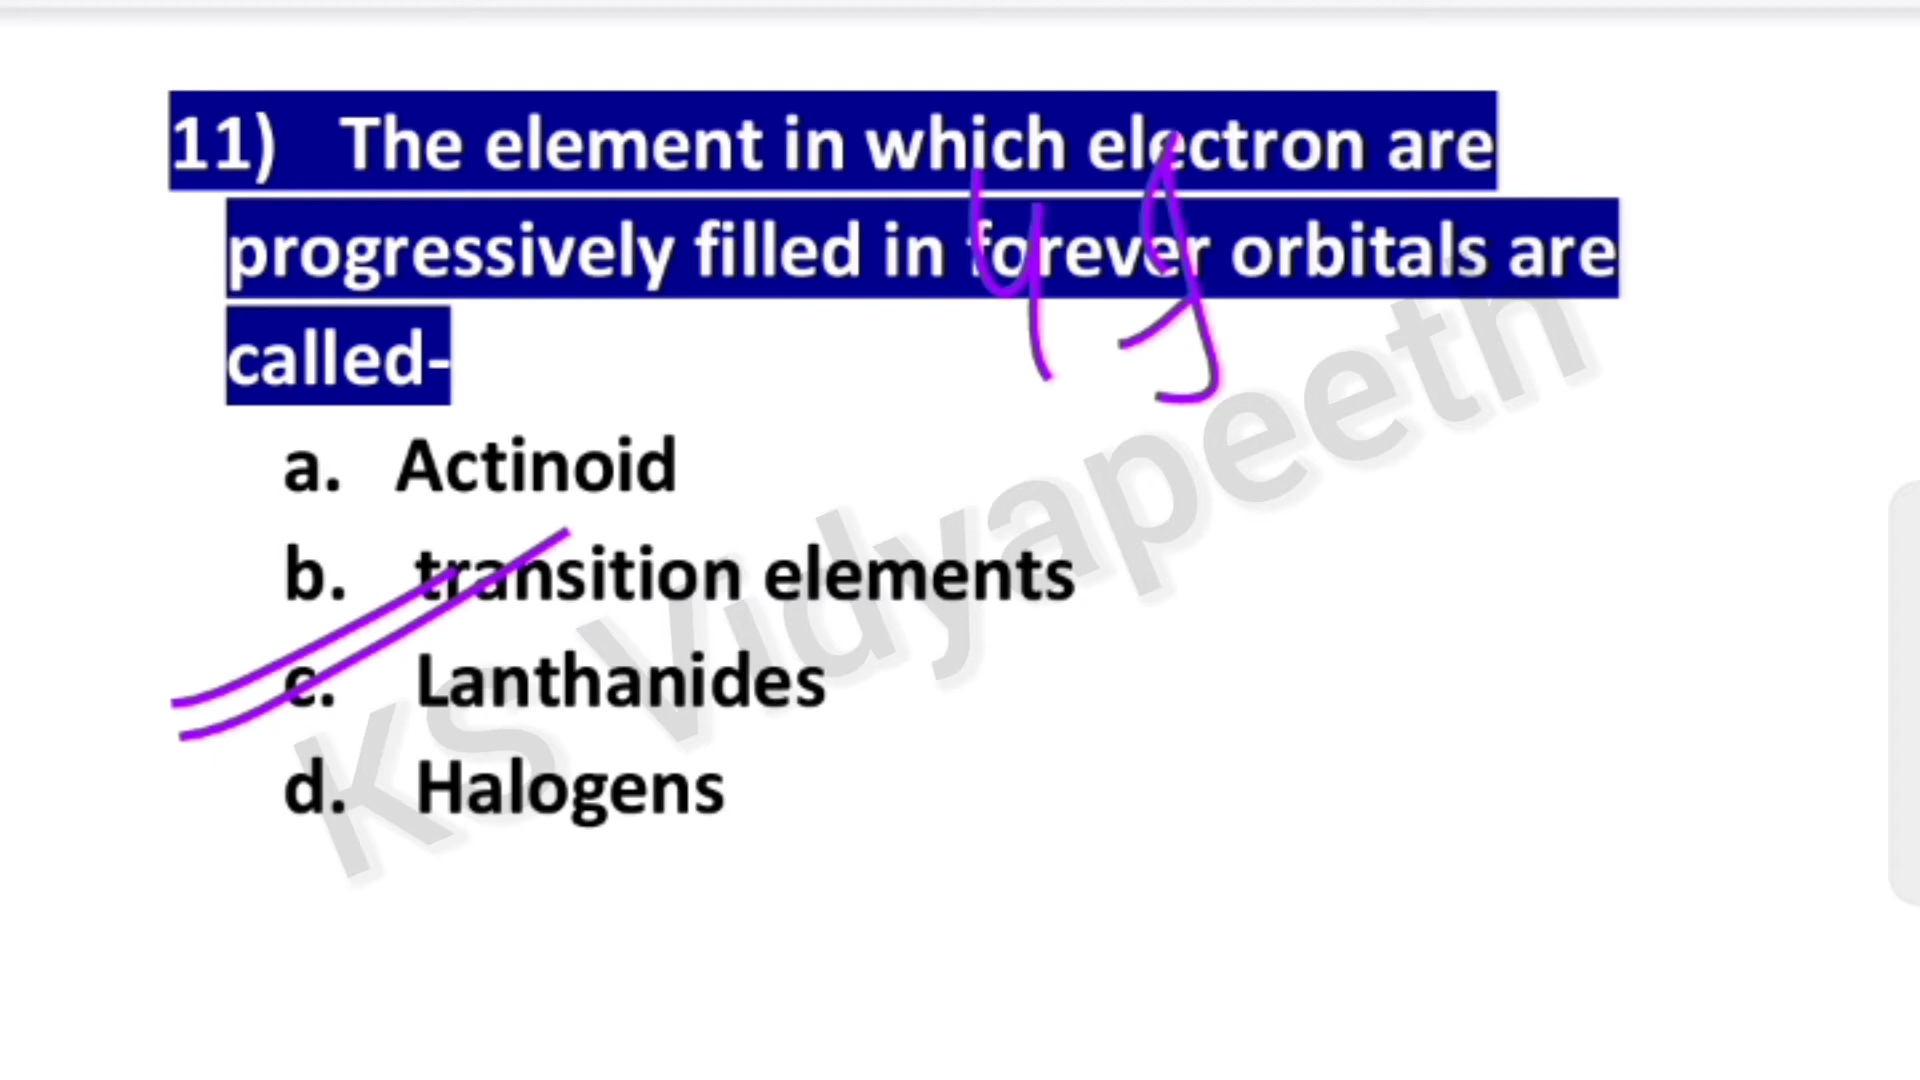 11) The element in which electron are
progressively filled in forever orbitals are
called-
4f
a. Actinoid
b. transition elements
c. Lanthanides
d. Halogens
KS Vidyapeeth